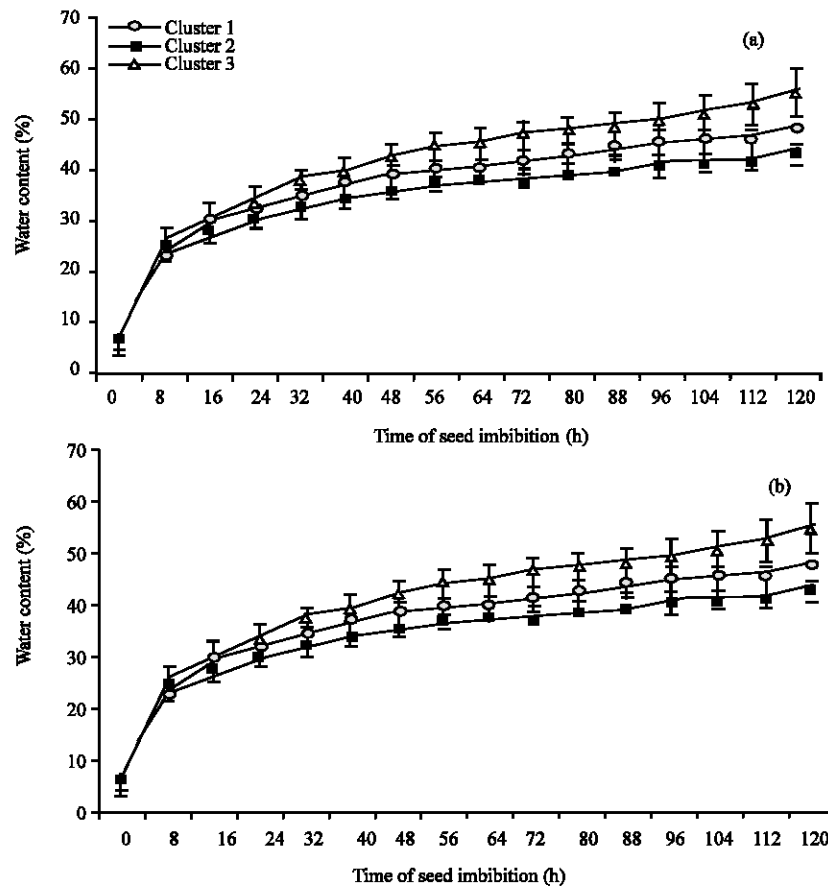 70
60
50
40
30
20
10
0
Water content (%)
Cluster 1
Cluster 2
Cluster 3
(a)
0 8 16 24 32 40 48 56 64 72 80 88 96 104 112 120
Time of seed imbibition (h)
70
60
50
40
30
20
10
0
Water content (%)
(b)
0 8 16 24 32 40 48 56 64 72 80 88 96 104 112 120
Time of seed imbibition (h)